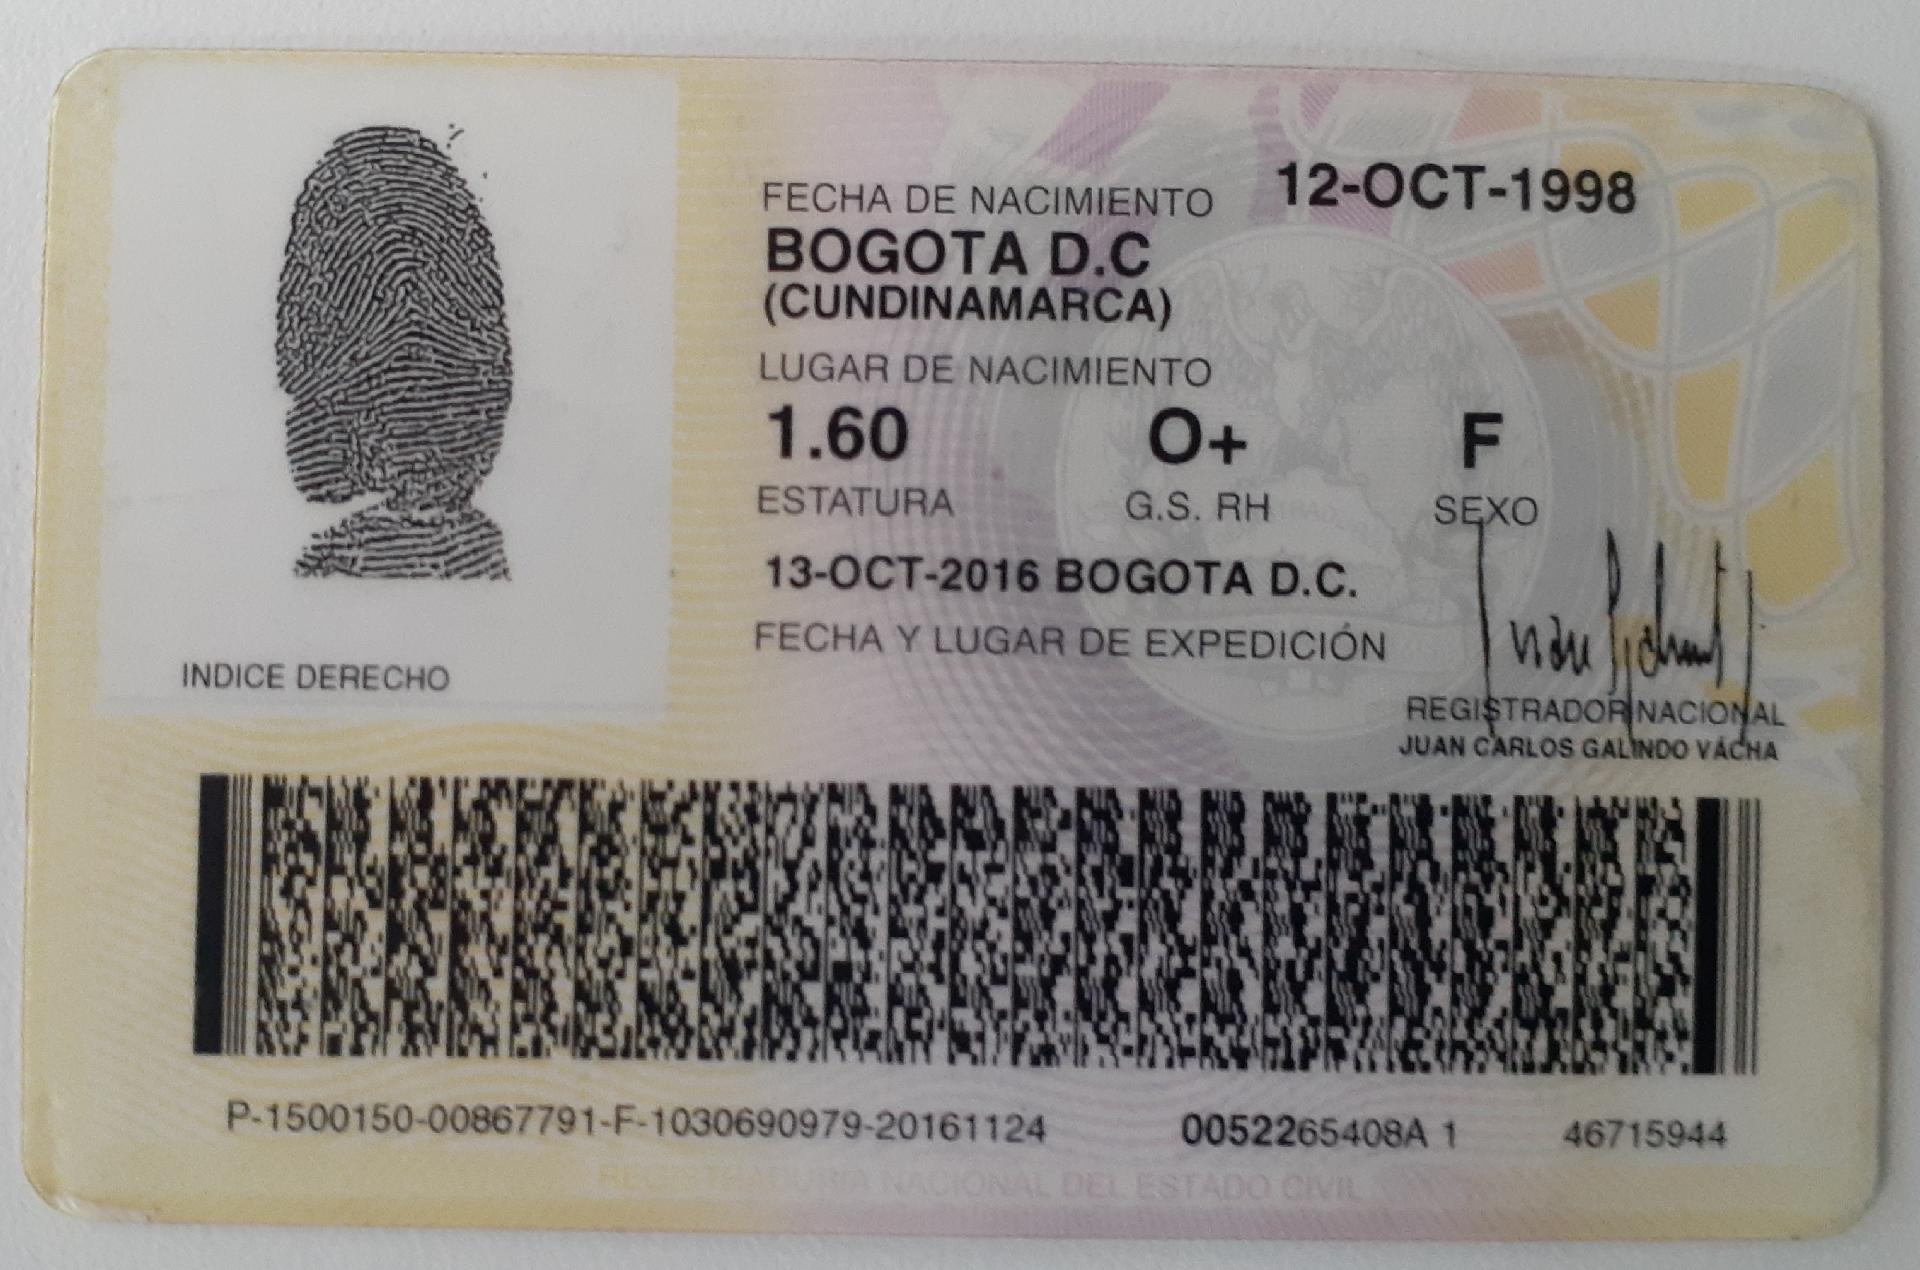 FECHA DE NACIMIENTO 12-OCT-1998
BOGOTA D.C
(CUNDINAMARCA)
LUGAR DE NACIMIENTO
1.60 O+ F
ESTATURA G.S. RH SEXO
13-OCT-2016 BOGOTA D.C.
FECHA Y LUGAR DE EXPEDICIÓN
INDICE DERECHO
REGISTRADOR NACIONAL
JUAN CARLOS GALINDO VÁCHA
P-1500150-00867791-F-1030690979-20161124 0052265408A 1 46715944
REGISTRADURIA NACIONAL DEL ESTADO CIVIL